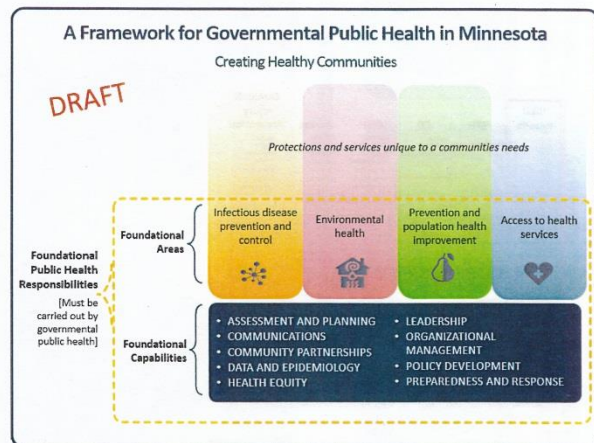 A Framework for Governmental Public Health in Minnesota
Creating Healthy Communities
DRAFT
Protections and services unique to a communities needs
Foundational
Public Health
Responsibilities
[Must be
carried out by
governmental
public health]
Foundational
Areas
Infectious disease
prevention and
control
Environmental
health
Prevention and
population health
improvement
Access to health
services
Foundational
Capabilities
• ASSESSMENT AND PLANNING
• COMMUNICATIONS
• COMMUNITY PARTNERSHIPS
• DATA AND EPIDEMIOLOGY
• HEALTH EQUITY
• LEADERSHIP
• ORGANIZATIONAL
MANAGEMENT
• POLICY DEVELOPMENT
• PREPAREDNESS AND RESPONSE